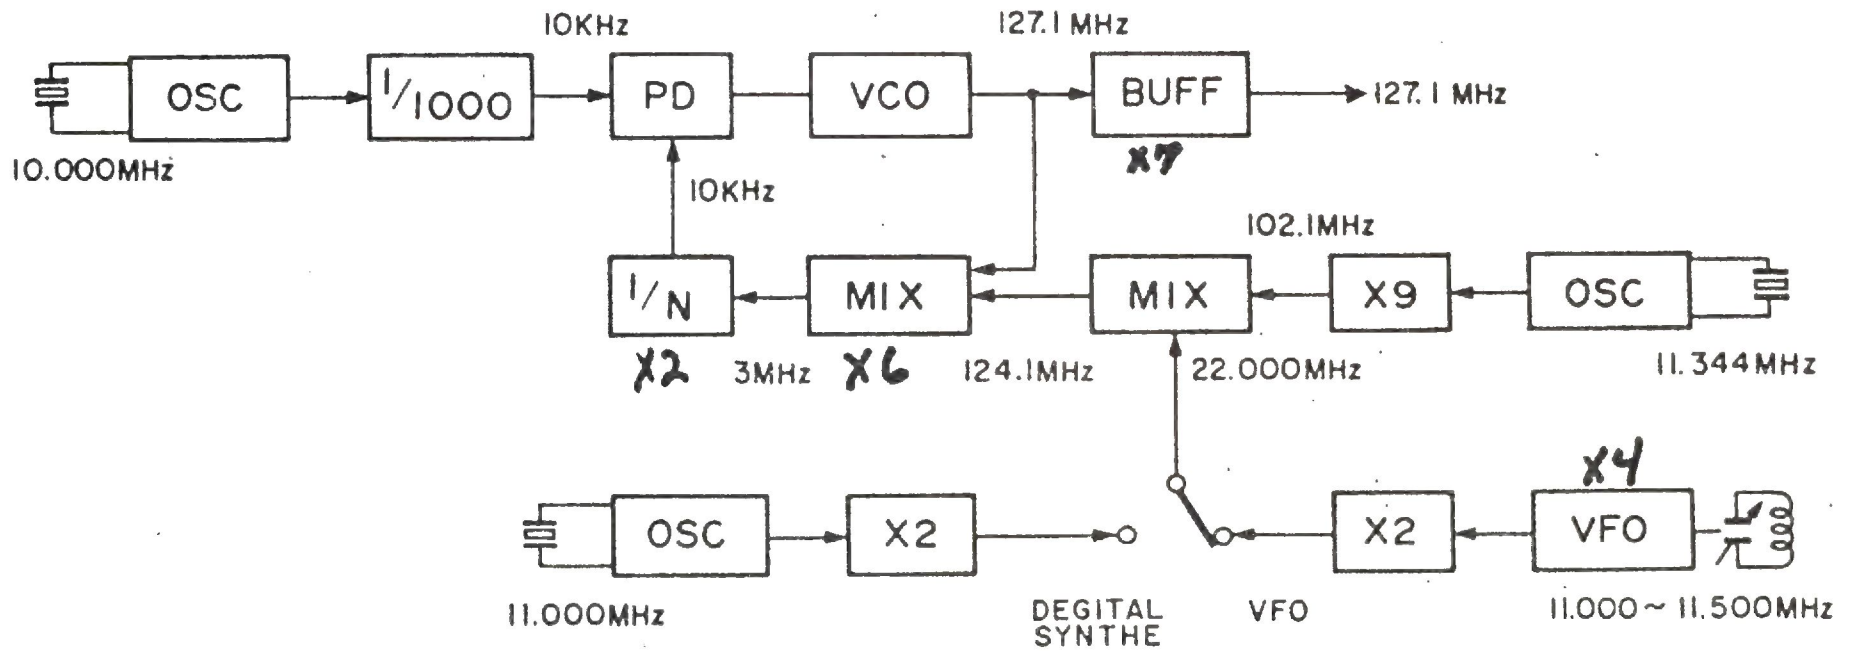 10KHz
127.1 MHz
OSC
1/1000
PD
VCO
BUFF
127.1 MHz
10.000MHz
X7
10KHz
102.1MHz
1/N
MIX
MIX
X9
OSC
X2
3MHz
X6
124.1MHz
22.000MHz
11.344MHz
X4
OSC
X2
X2
VFO
11.000MHz
DEGITAL
SYNTHE
VFO
11.000~11.500MHz